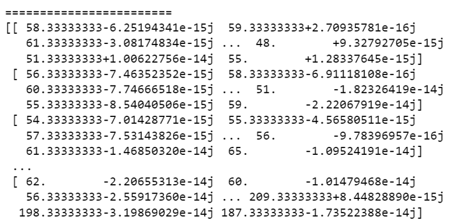 ========================
[[ 58.33333333-6.25194341e-15j 59.33333333+2.70935781e-16j
61.33333333-3.08174834e-15j ... 48. +9.32792705e-15j
51.33333333+1.00622756e-14j 55. +1.28337645e-15j]
[ 56.33333333-7.46352352e-15j 58.33333333-6.91118108e-16j
60.33333333-7.74666518e-15j ... 51. -1.82326419e-14j
55.33333333-8.54040506e-15j 59. -2.22067919e-14j]
[ 54.33333333-7.01428771e-15j 55.33333333-4.56580511e-15j
57.33333333-7.53143826e-15j ... 56. -9.78396957e-16j
61.33333333-1.46850320e-14j 65. -1.09524191e-14j]
...
[ 62. -2.20655313e-14j 60. -1.01479468e-14j
56.33333333-2.55917360e-14j ... 209.33333333+8.44828890e-15j
198.33333333-3.19869029e-14j 187.33333333-1.73522388e-14j]